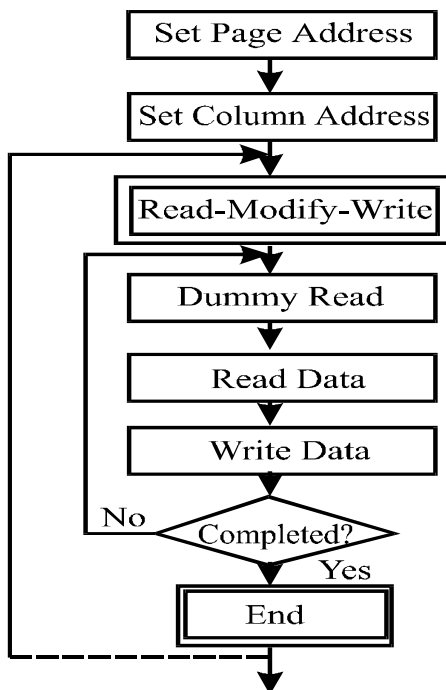 Set Page Address
Set Column Address
Read-Modify-Write
Dummy Read
Read Data
Write Data
No
Completed?
Yes
End